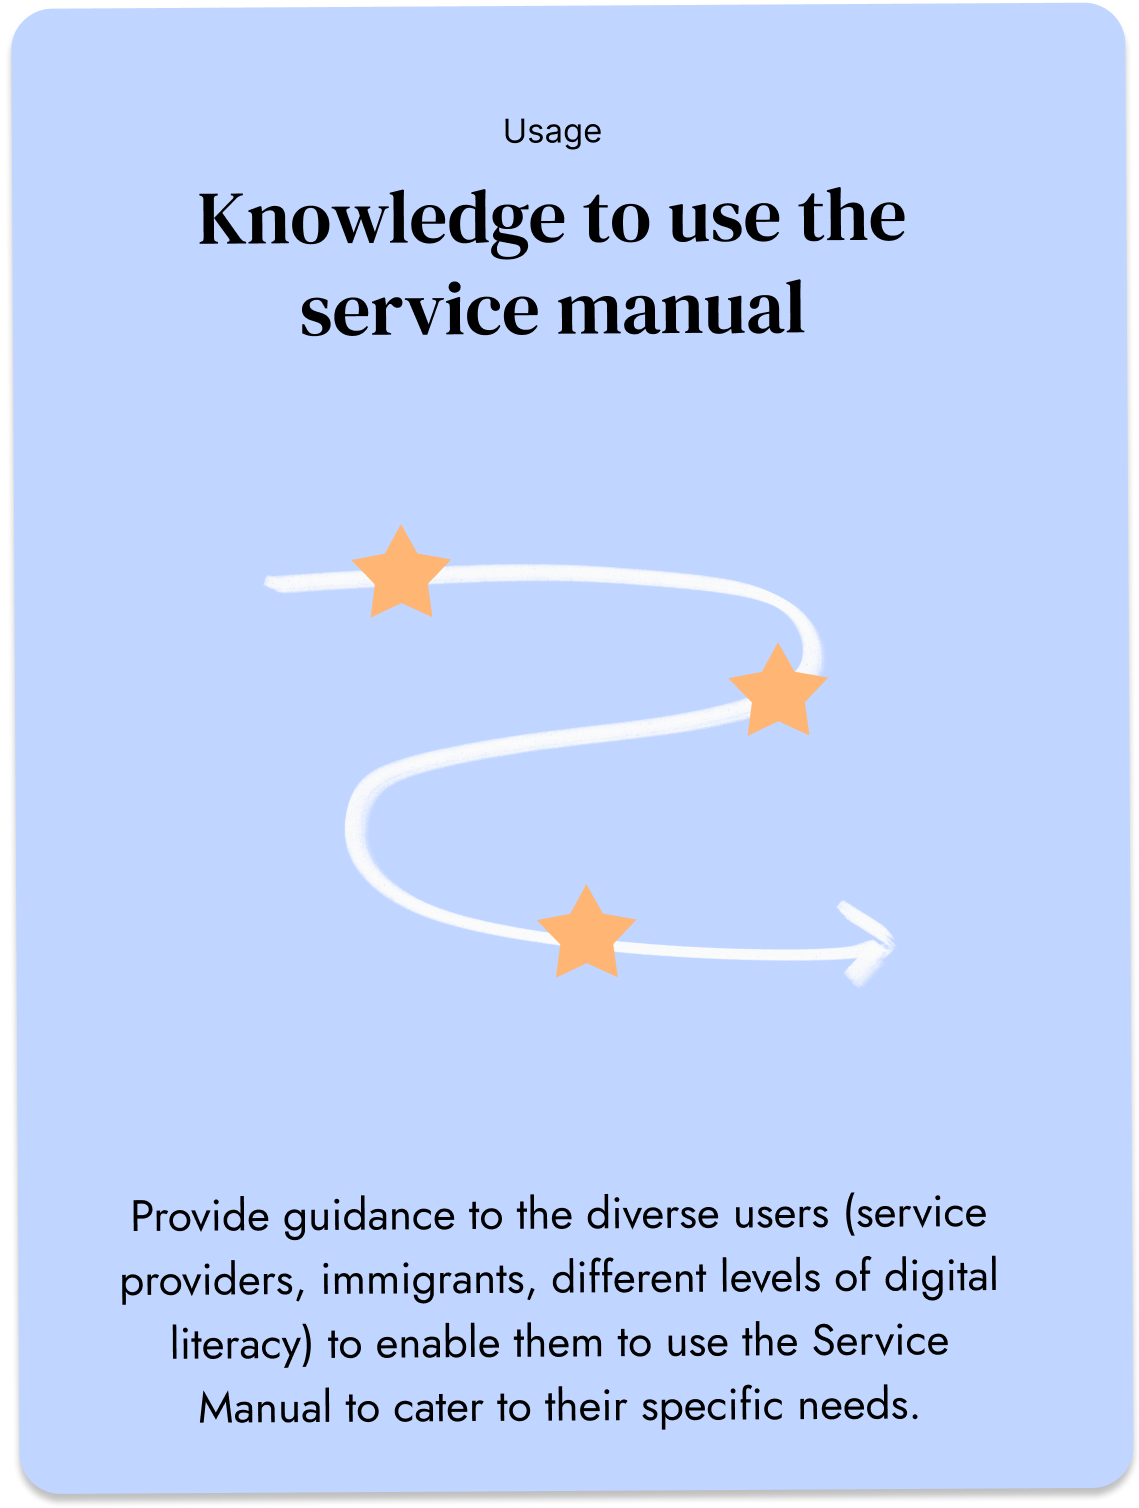 Usage
Knowledge to use the
service manual
Provide guidance to the diverse users (service
providers, immigrants, different levels of digital
literacy) to enable them to use the Service
Manual to cater to their specific needs.